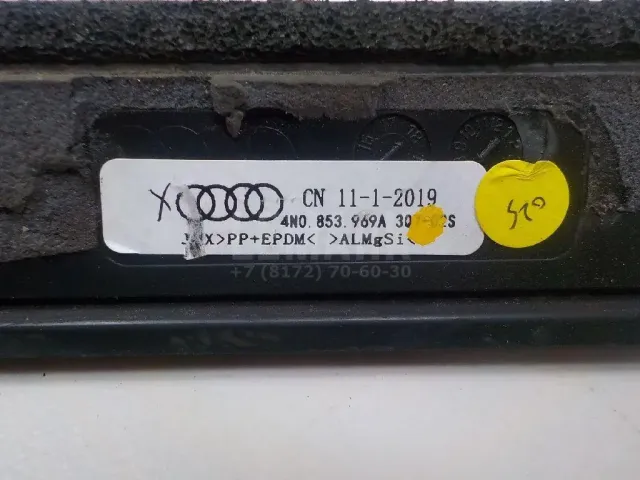 X CN 11-1-2019
4N0.853.969A
>PP+EPDM< >ALMgSi<
+7 (8172) 70-60-30